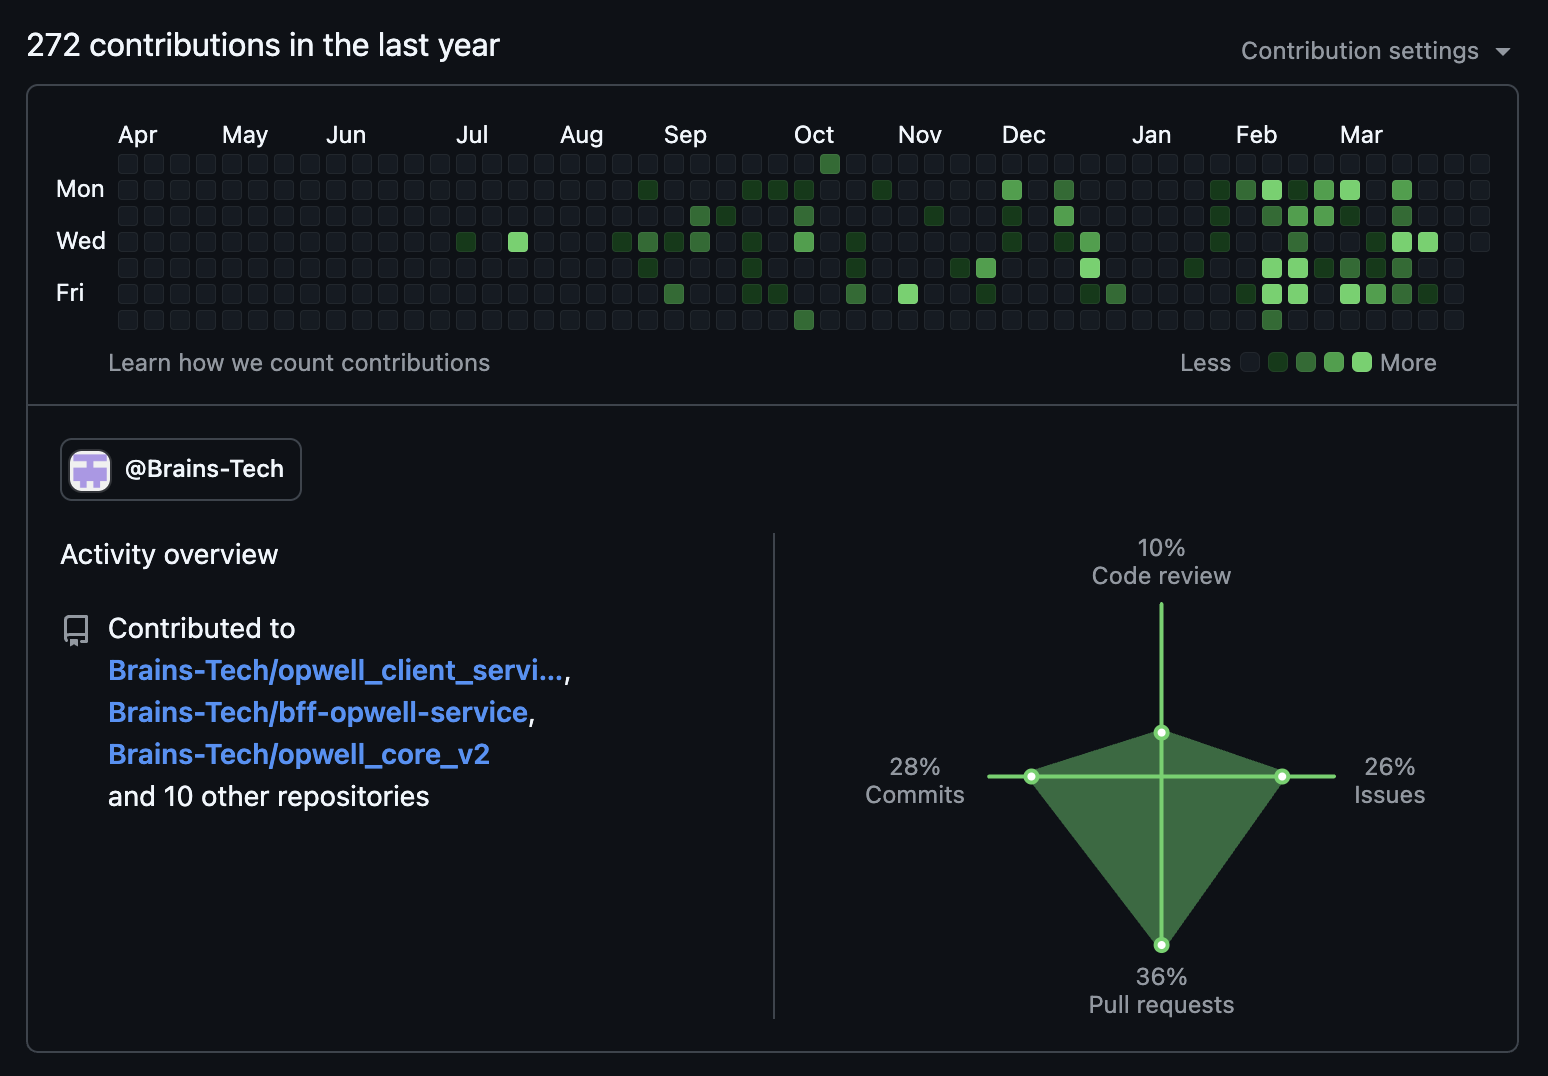 272 contributions in the last year
Contribution settings
Apr May Jun Jul Aug Sep Oct Nov Dec Jan Feb Mar
Mon
Wed
Fri
Learn how we count contributions
Less More
@Brains-Tech
Activity overview
Contributed to
Brains-Tech/opwell_client_servi...,
Brains-Tech/bff-opwell-service,
Brains-Tech/opwell_core_v2
and 10 other repositories
10%
Code review
28%
Commits
26%
Issues
36%
Pull requests